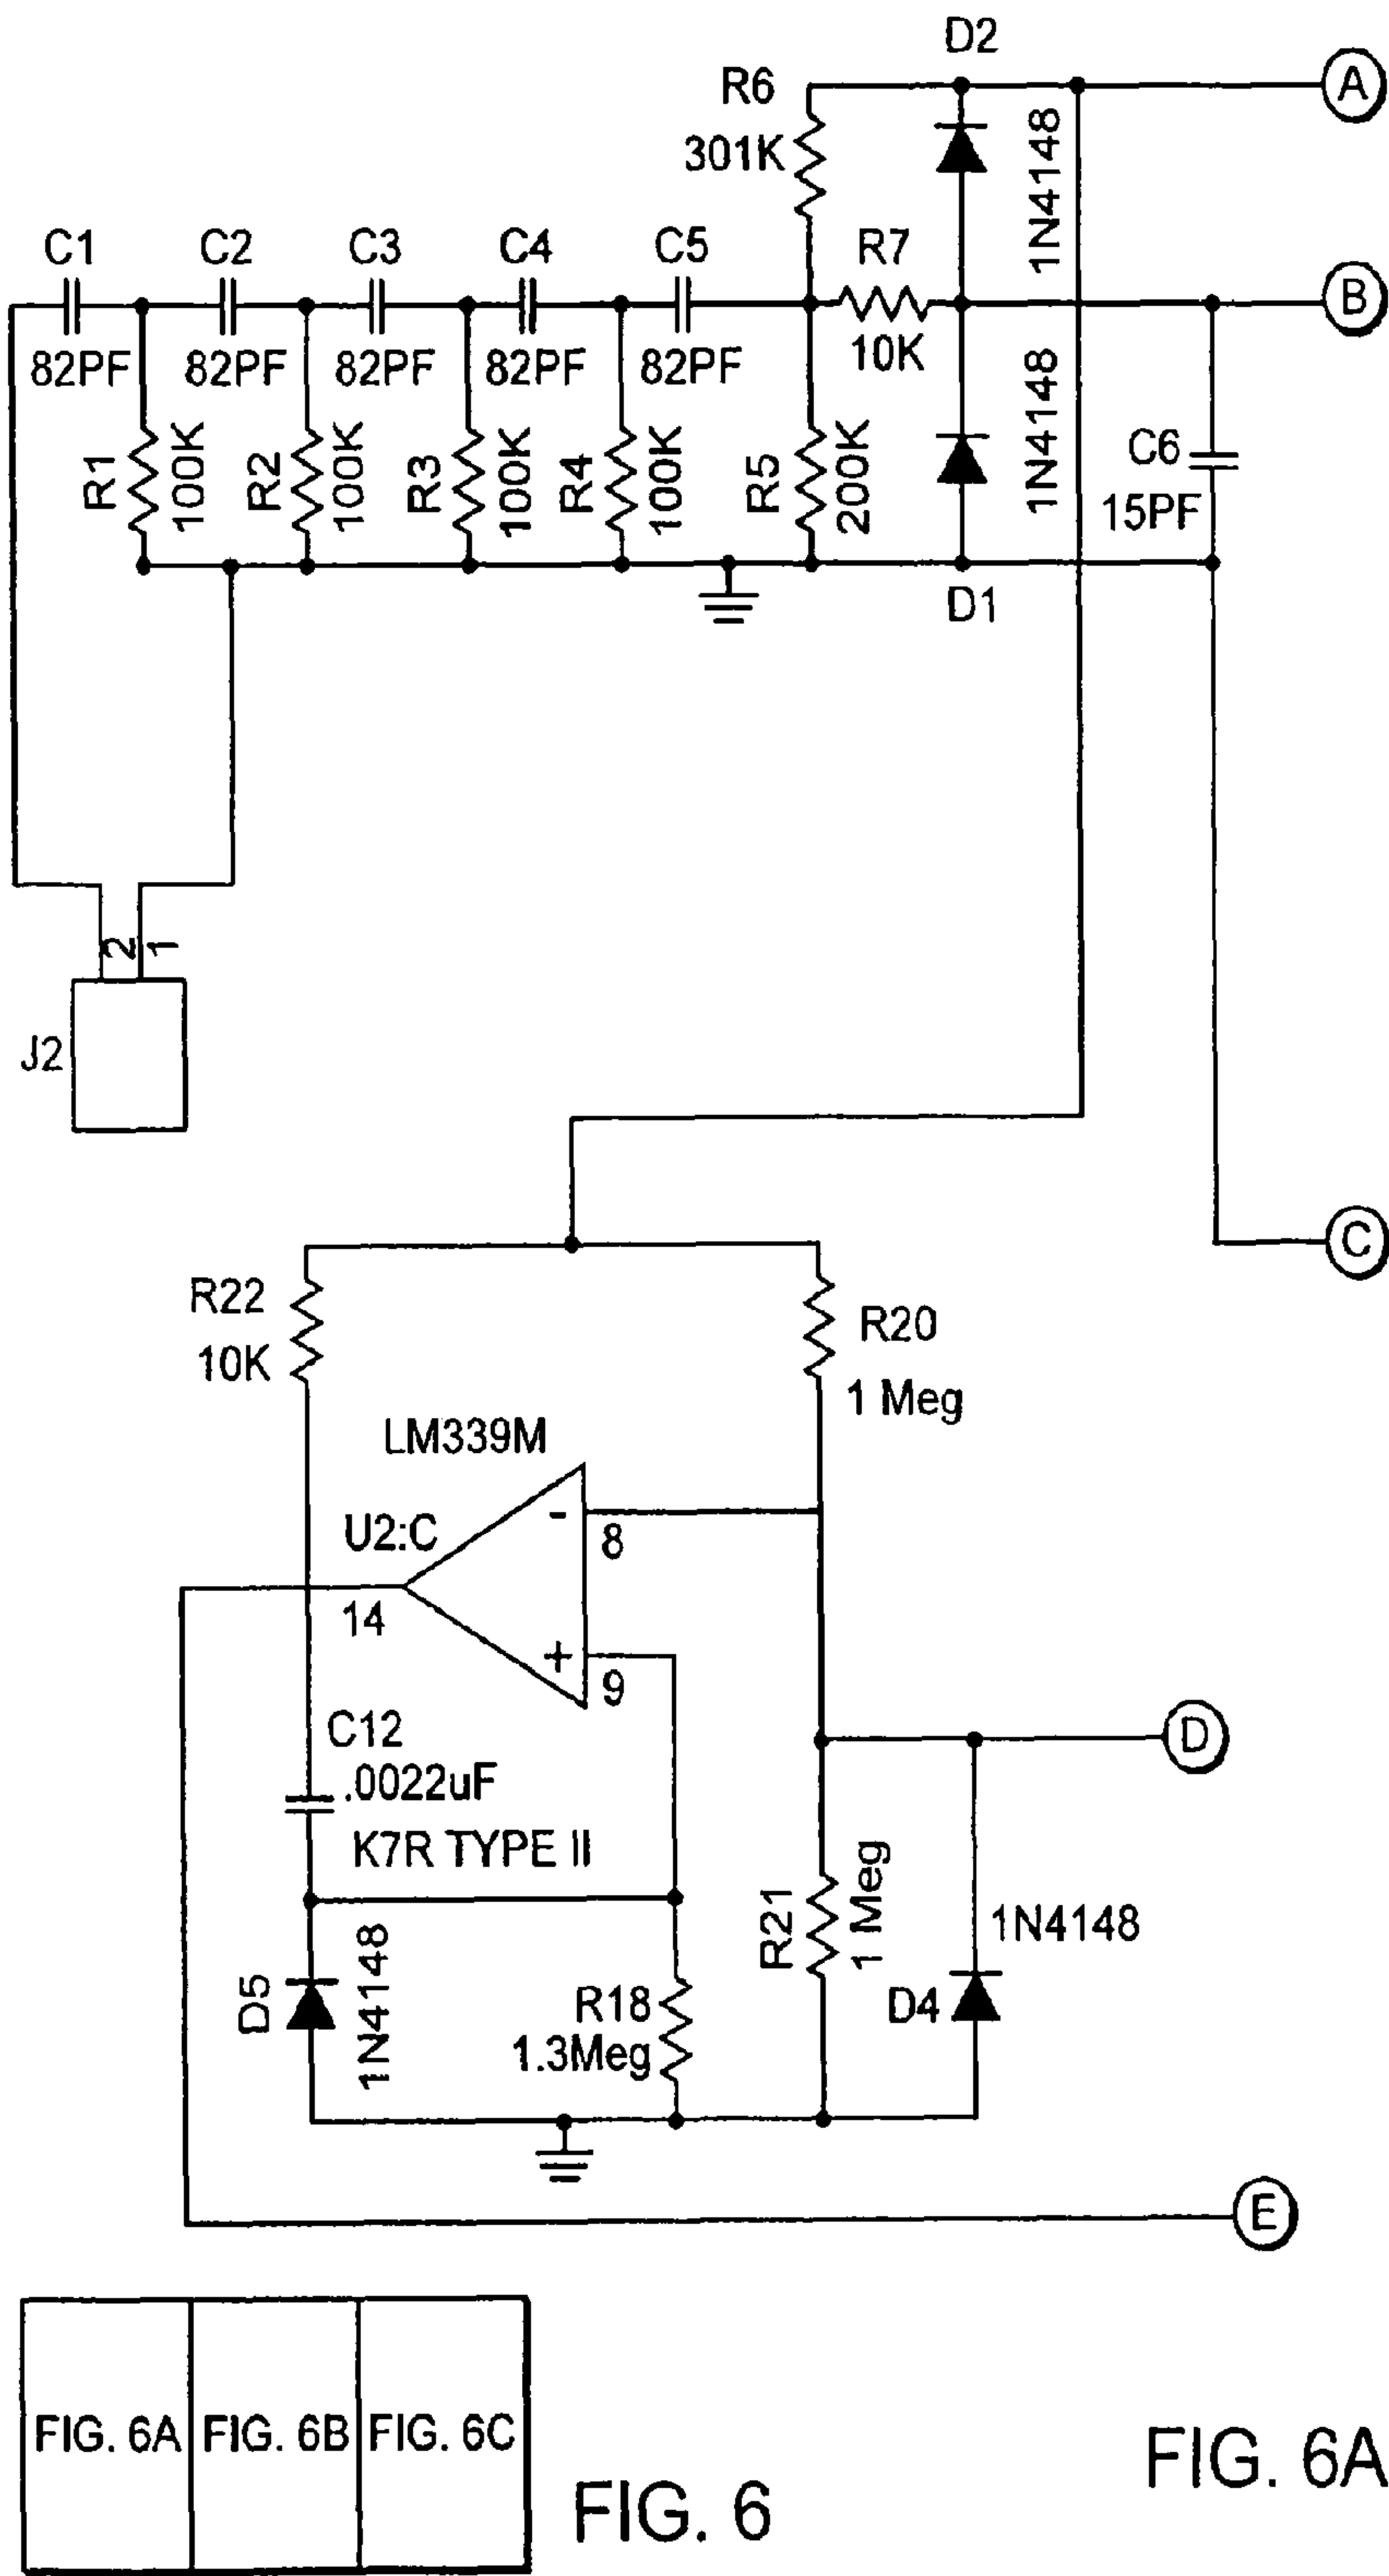 D2
A
R6
301K
1N4148
C1
C2
C3
C4
C5
R7
B
82PF
82PF
82PF
82PF
82PF
10K
R1
100K
R2
100K
R3
100K
R4
100K
R5
200K
1N4148
C6
15PF
D1
2
1
J2
C
R22
10K
R20
1 Meg
LM339M
U2:C
-
8
14
+
9
C12
.0022uF
K7R TYPE II
D
R21
1 Meg
1N4148
D5
1N4148
R18
1.3Meg
D4
E
FIG. 6A
FIG. 6B
FIG. 6C
FIG. 6
FIG. 6A